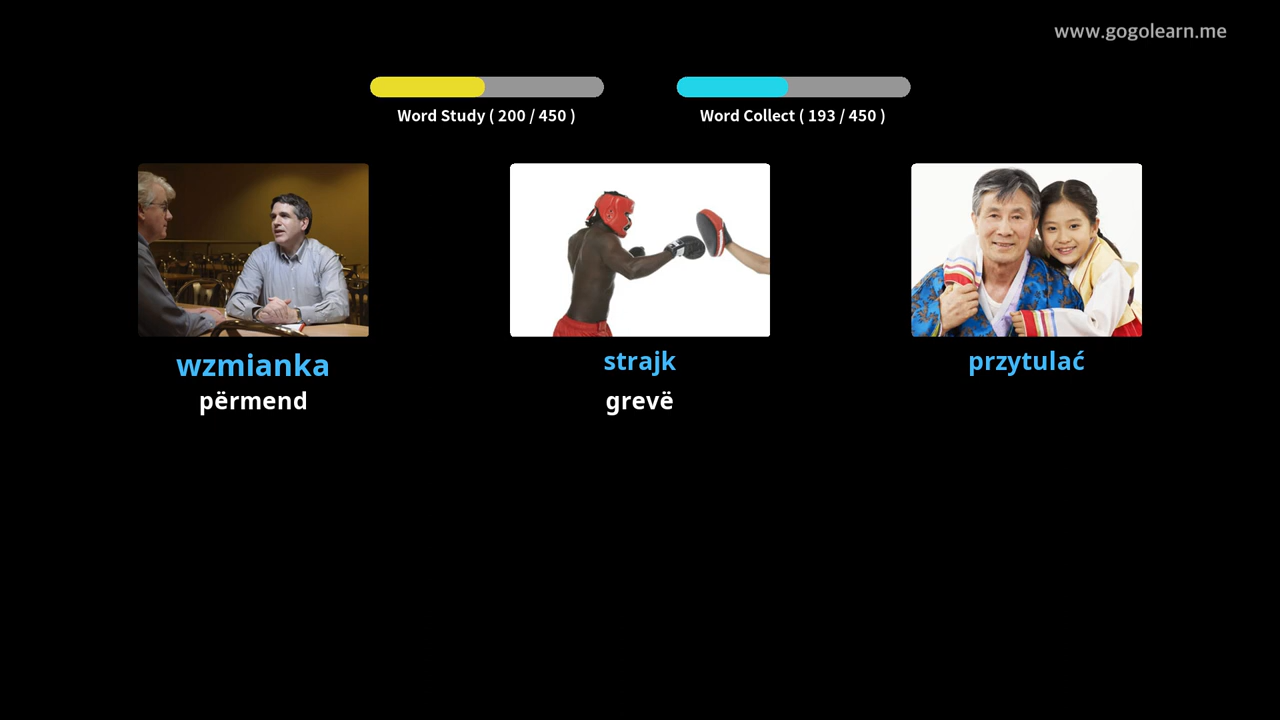 www.gogolearn.me
Word Study ( 200 / 450 )
Word Collect ( 193 / 450 )
wzmianka
përmend
strajk
grevë
przytulać